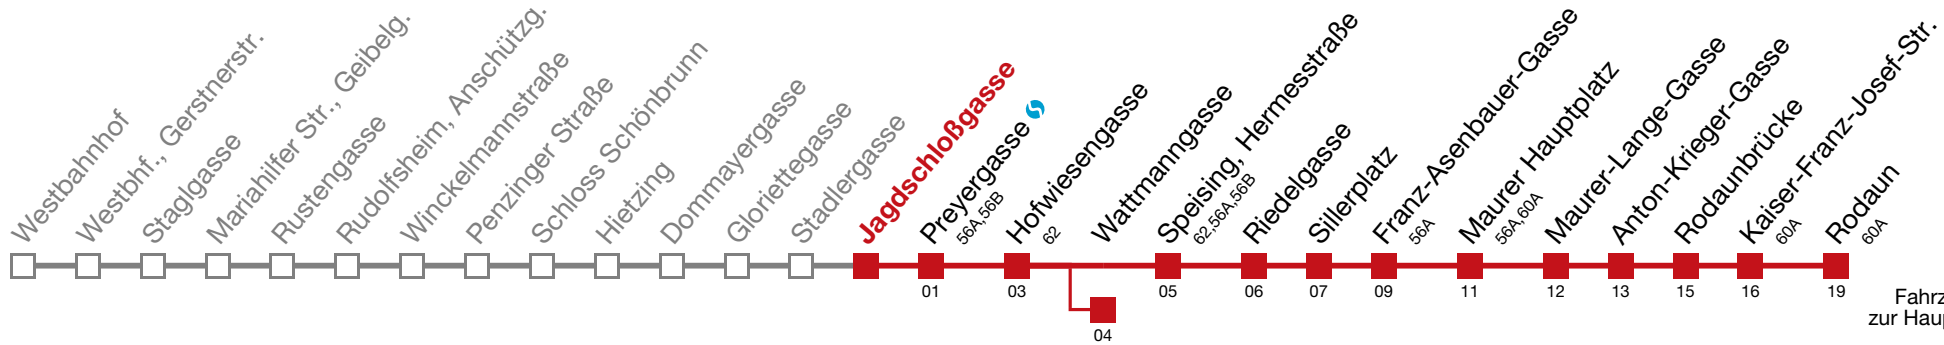 Westbahnhof
Westbhf., Gerstnerstr.
Staglgasse
Mariahilfer Str., Geibelg.
Rustengasse
Rudolfsheim, Anschützg.
Winckelmannstraße
Penzinger Straße
Schloss Schönbrunn
Hietzing
Dommayergasse
Gloriettegasse
Stadlergasse
Jagdschloßgasse
Preyergasse
56A,56B
Hofwiesengasse
62
Wattmanngasse
Speising, Hermesstraße
62,56A,56B
Riedelgasse
Sillerplatz
Franz-Asenbauer-Gasse
56A
Maurer Hauptplatz
56A,60A
Maurer-Lange-Gasse
Anton-Krieger-Gasse
Rodaunbrücke
Kaiser-Franz-Josef-Str.
60A
Rodaun
60A
01
03
04
05
06
07
09
11
12
13
15
16
19
Fahrz
zur Haup